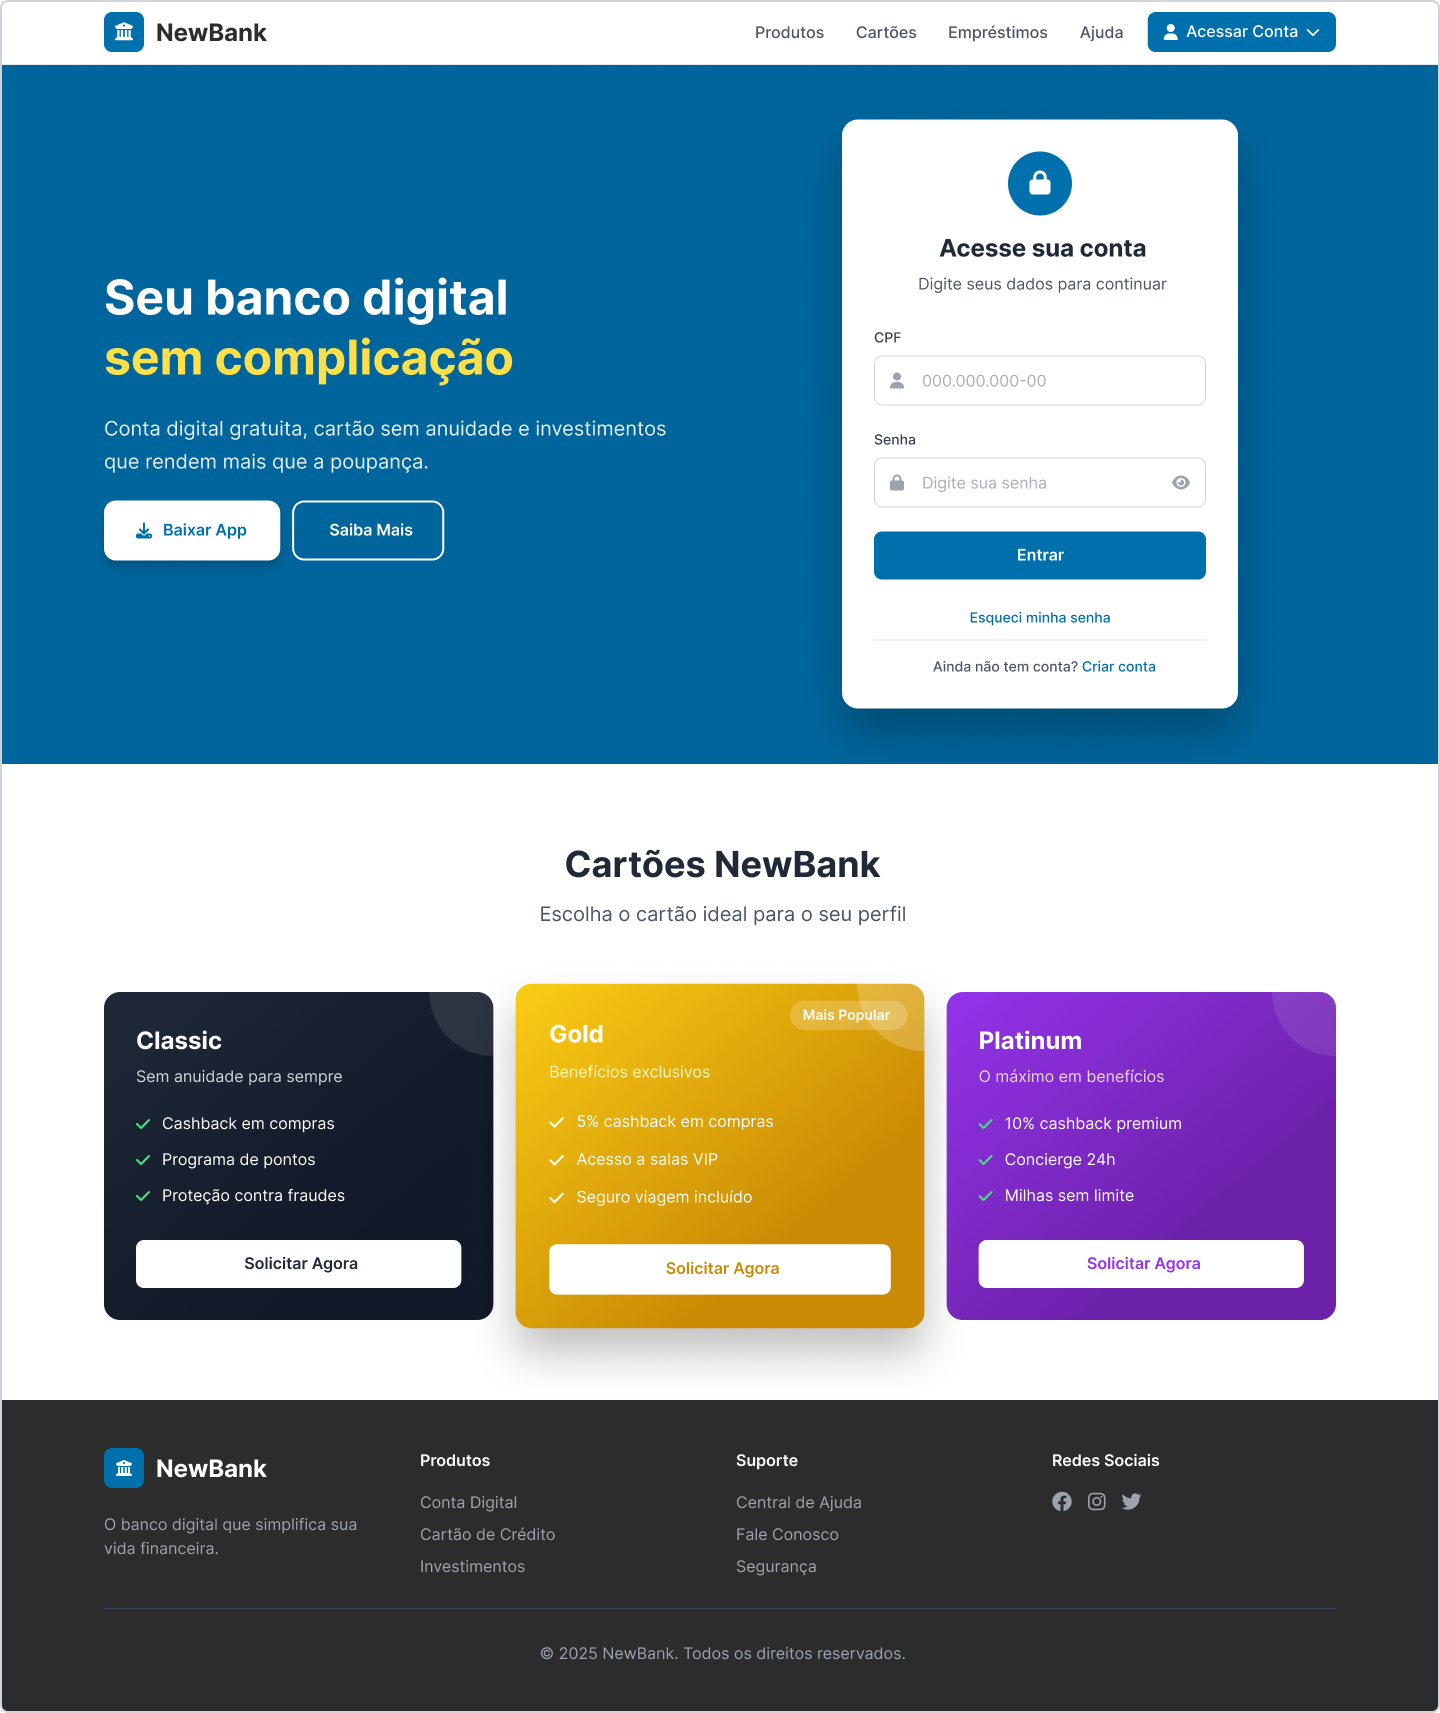 NewBank
Produtos
Cartões
Empréstimos
Ajuda
Acessar Conta
Seu banco digital
sem complicação
Conta digital gratuita, cartão sem anuidade e investimentos
que rendem mais que a poupança.
Baixar App
Saiba Mais
Acesse sua conta
Digite seus dados para continuar
CPF
000.000.000-00
Senha
Digite sua senha
Entrar
Esqueci minha senha
Ainda não tem conta? Criar conta
Cartões NewBank
Escolha o cartão ideal para o seu perfil
Classic
Sem anuidade para sempre
Cashback em compras
Programa de pontos
Proteção contra fraudes
Solicitar Agora
Mais Popular
Gold
Benefícios exclusivos
5% cashback em compras
Acesso a salas VIP
Seguro viagem incluído
Solicitar Agora
Platinum
O máximo em benefícios
10% cashback premium
Concierge 24h
Milhas sem limite
Solicitar Agora
NewBank
O banco digital que simplifica sua
vida financeira.
Produtos
Conta Digital
Cartão de Crédito
Investimentos
Suporte
Central de Ajuda
Fale Conosco
Segurança
Redes Sociais
© 2025 NewBank. Todos os direitos reservados.